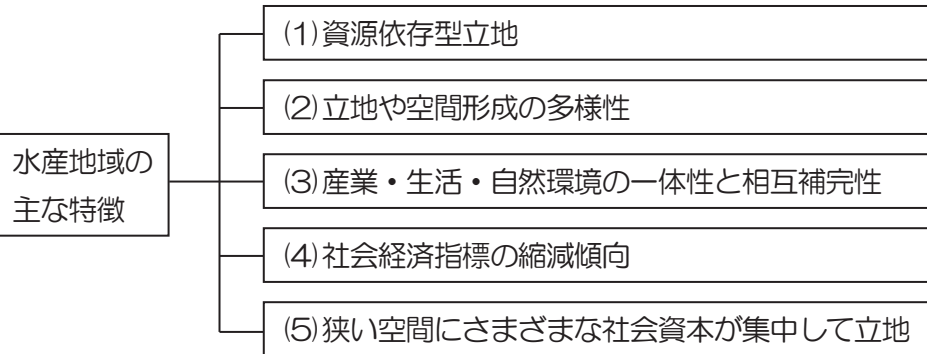 水産地域の
主な特徴
(1)資源依存型立地
(2)立地や空間形成の多様性
(3)産業・生活・自然環境の一体性と相互補完性
(4)社会経済指標の縮減傾向
(5)狭い空間にさまざまな社会資本が集中して立地